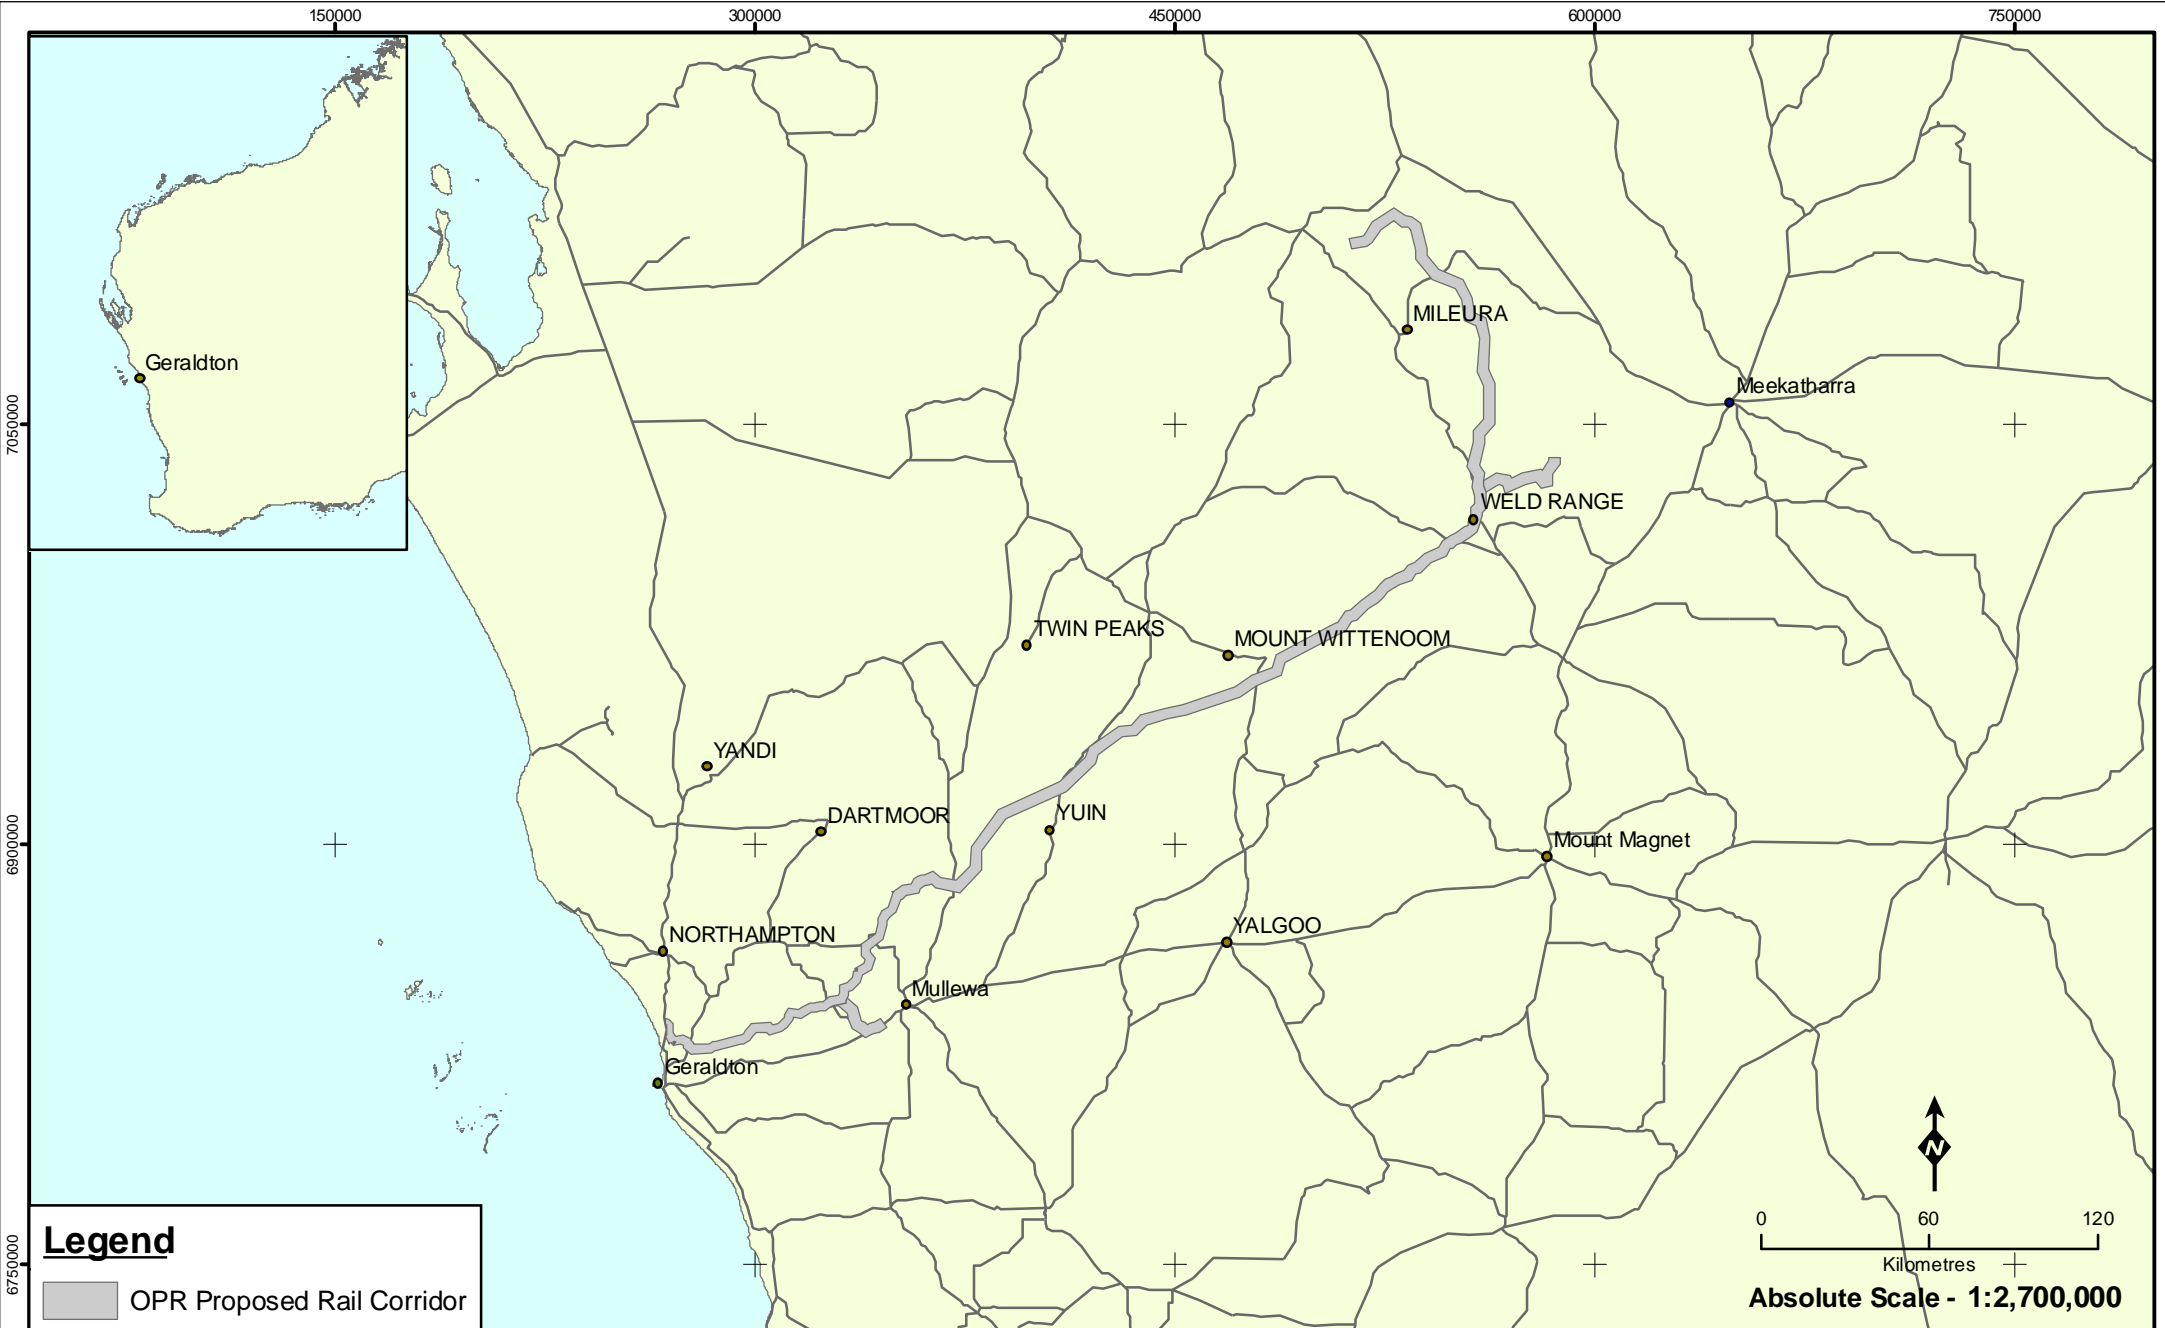 150000 300000 450000 600000 750000
Geraldton
MILEURA
Meekatharra
7050000
WELD RANGE
TWIN PEAKS
MOUNT WITTENOOM
YANDI
DARTMOOR
YUIN
6900000
Mount Magnet
YALGOO
NORTHAMPTON
Mullewa
Geraldton
N
0 60 120
Kilometres
Absolute Scale - 1:2,700,000
6750000
Legend
OPR Proposed Rail Corridor